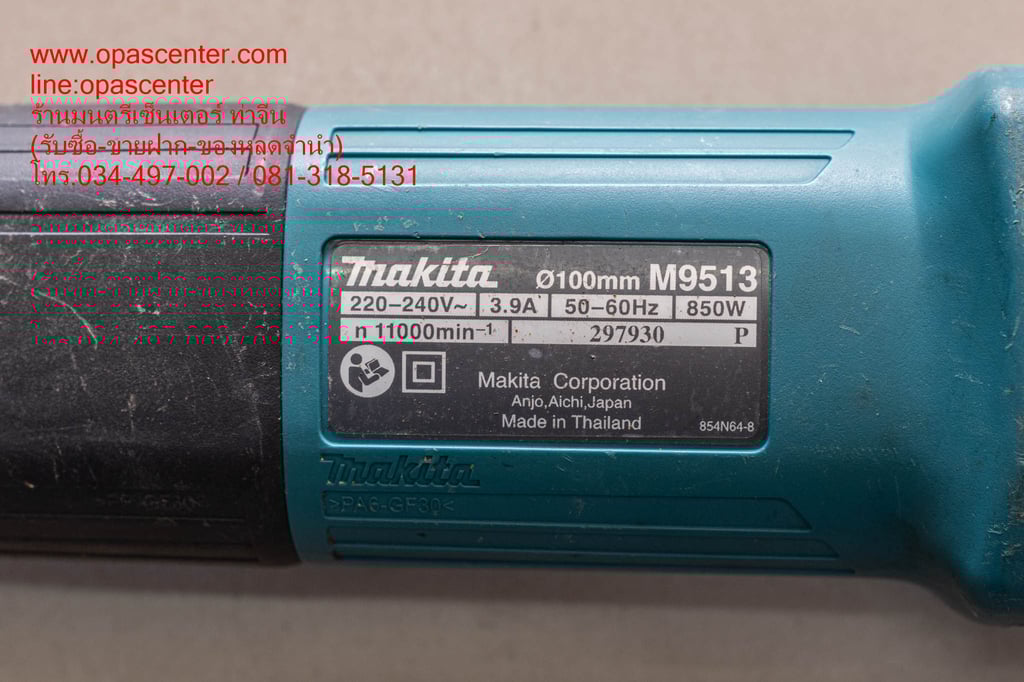 www.opascenter.com
line:opascenter
ร้านมนตรีเซ็นเตอร์ ท่าจีน
(รับซื้อ-ขายฝาก-ของหลุดจำนำ)
โทร.034-497-002 / 081-318-5131
makita Ø100mm M9513
220-240V~ 3.9A 50-60Hz 850W
n 11000min⁻¹ 297930 P
Makita Corporation
Anjo,Aichi,Japan
Made in Thailand 854N64-8
makita
>PA6-GF30<